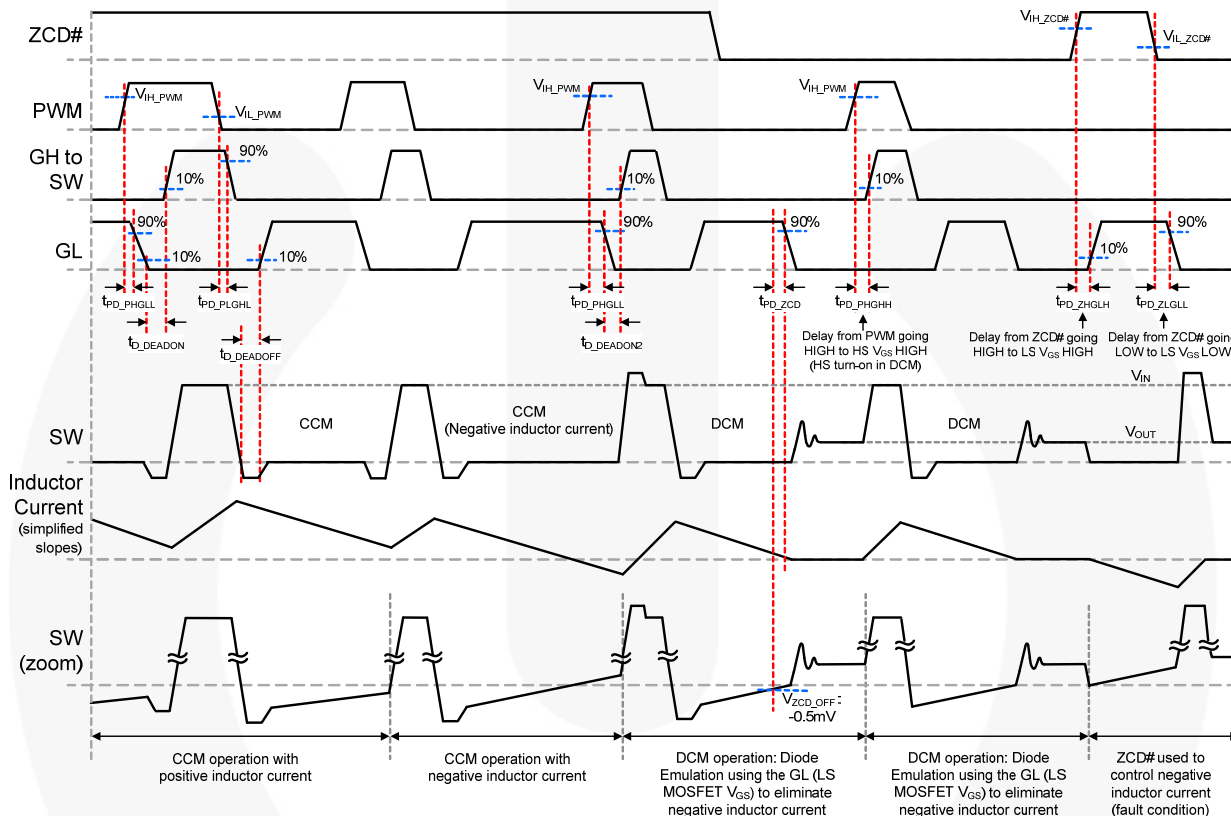 ZCD#
V_IH_ZCD#
V_IL_ZCD#
PWM
V_IH_PWM
V_IL_PWM
V_IH_PWM
V_IH_PWM
GH to
SW
90%
10%
10%
10%
GL
90%
10%
10%
90%
90%
10%
90%
t_PD_PHGLL
t_PD_PLGHL
t_PD_PHGLL
t_PD_ZCD
t_PD_PHGHH
t_PD_ZHGLH
t_PD_ZLGLL
t_D_DEADON
t_D_DEADOFF
t_D_DEADON2
Delay from PWM going
HIGH to HS V_GS HIGH
(HS turn-on in DCM)
Delay from ZCD# going
HIGH to LS V_GS HIGH
Delay from ZCD# going
LOW to LS V_GS LOW
V_IN
SW
CCM
CCM
(Negative inductor current)
DCM
DCM
V_OUT
Inductor
Current
(simplified
slopes)
SW
(zoom)
V_ZCD_OFF :
-0.5mV
CCM operation with
positive inductor current
CCM operation with
negative inductor current
DCM operation: Diode
Emulation using the GL (LS
MOSFET V_GS) to eliminate
negative inductor current
DCM operation: Diode
Emulation using the GL (LS
MOSFET V_GS) to eliminate
negative inductor current
ZCD# used to
control negative
inductor current
(fault condition)